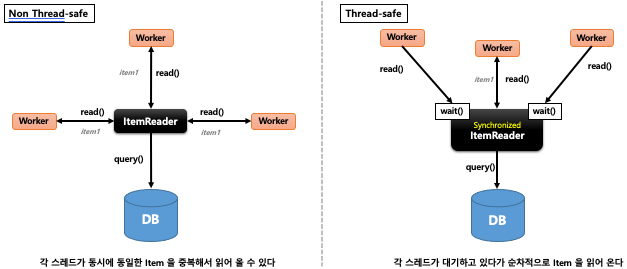 Non Thread-safe
Worker
item1
read()
Worker
read()
item1
ItemReader
read()
item1
Worker
query()
DB
각 스레드가 동시에 동일한 Item 을 중복해서 읽어 올 수 있다
Thread-safe
Worker
Worker
Worker
read()
item1
read()
read()
wait()
wait()
Synchronized
ItemReader
query()
DB
각 스레드가 대기하고 있다가 순차적으로 Item 을 읽어 온다